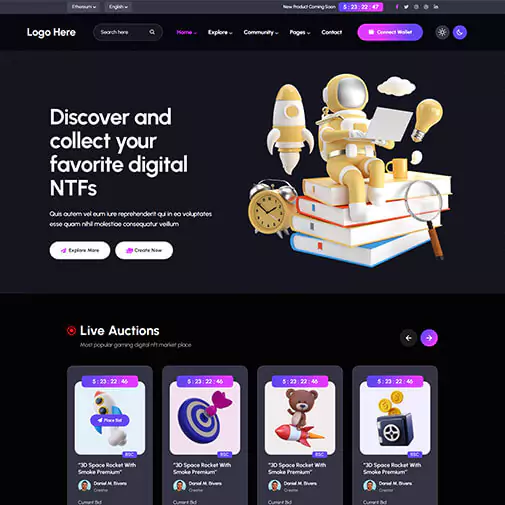 Ethereum
English
New Product Coming Soon
5 : 23 : 22 : 47
Logo Here
Search here
Home
Explore
Community
Pages
Contact
Connect Wallet
Discover and
collect your
favorite digital
NTFs
Quis autem vel eum iure reprehenderit qui in ea voluptates
esse quam nihil molestiae consequatur veillum
Explore More
Create Now
Live Auctions
Most popular gaming digital nft market place
5 : 23 : 22 : 46
5 : 23 : 22 : 46
5 : 23 : 22 : 46
5 : 23 : 22 : 46
Place Bid
BSC
BSC
BSC
BSC
"3D Space Rocket With
Smoke Premium"
"3D Space Rocket With
Smoke Premium"
"3D Space Rocket With
Smoke Premium"
"3D Space Rocket With
Smoke Premium"
Daniel M. Bivens
Creator
Daniel M. Bivens
Creator
Daniel M. Bivens
Creator
Daniel M. Bivens
Creator
Current Bid
Current Bid
Current Bid
Current Bid